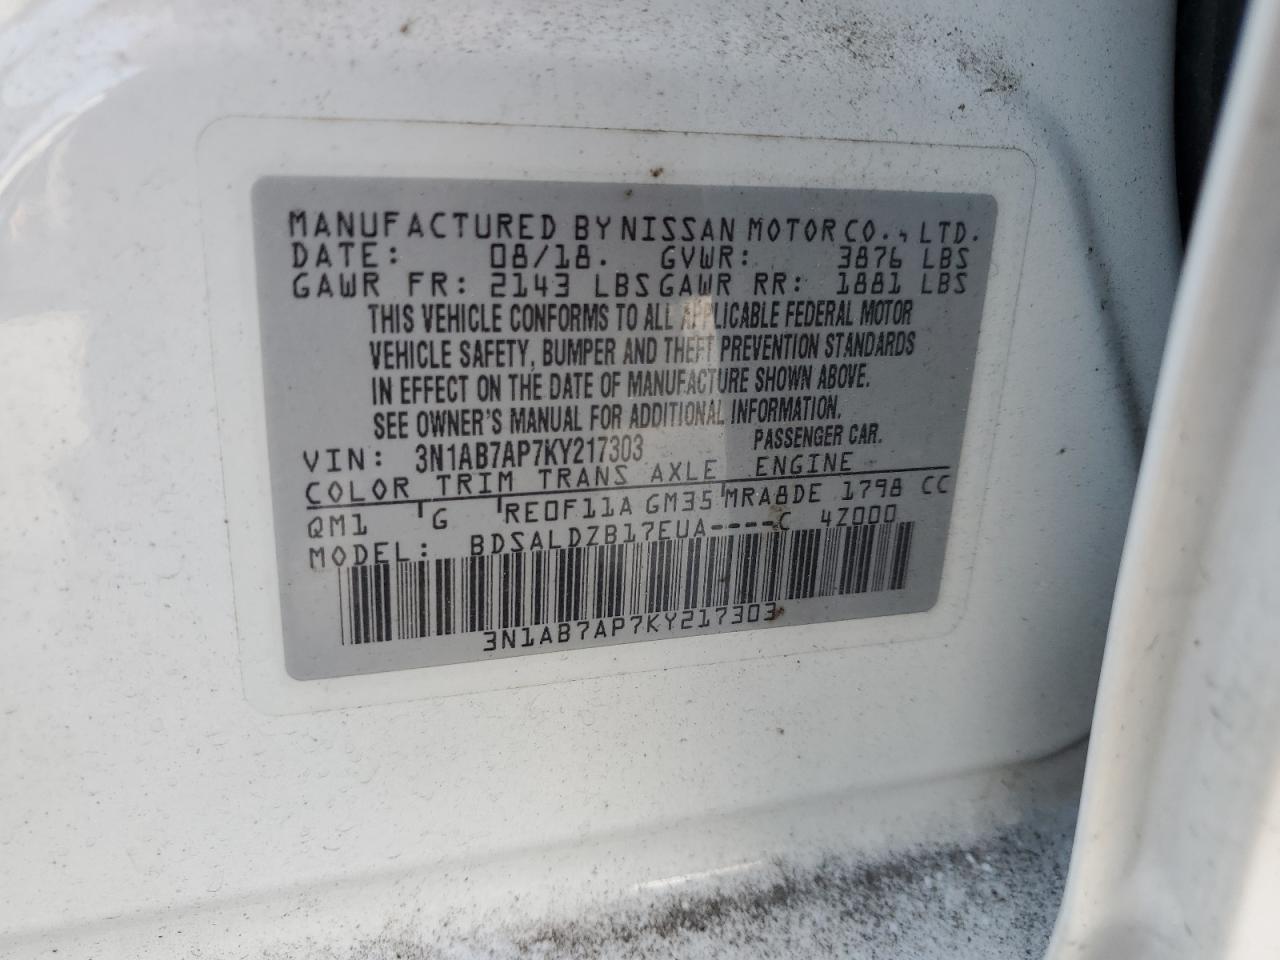 MANUFACTURED BY NISSAN MOTOR CO., LTD.
DATE: 08/18. GVWR: 3876 LBS
GAWR FR: 2143 LBS GAWR RR: 1881 LBS
THIS VEHICLE CONFORMS TO ALL APPLICABLE FEDERAL MOTOR
VEHICLE SAFETY, BUMPER AND THEFT PREVENTION STANDARDS
IN EFFECT ON THE DATE OF MANUFACTURE SHOWN ABOVE.
SEE OWNER'S MANUAL FOR ADDITIONAL INFORMATION.
VIN: 3N1AB7AP7KY217303 PASSENGER CAR.
COLOR TRIM TRANS AXLE ENGINE
QM1 G RE0F11A GM35 MRA8DE 1798 CC
MODEL: BDSALDZB17EUA----C 4Z000
3N1AB7AP7KY217303